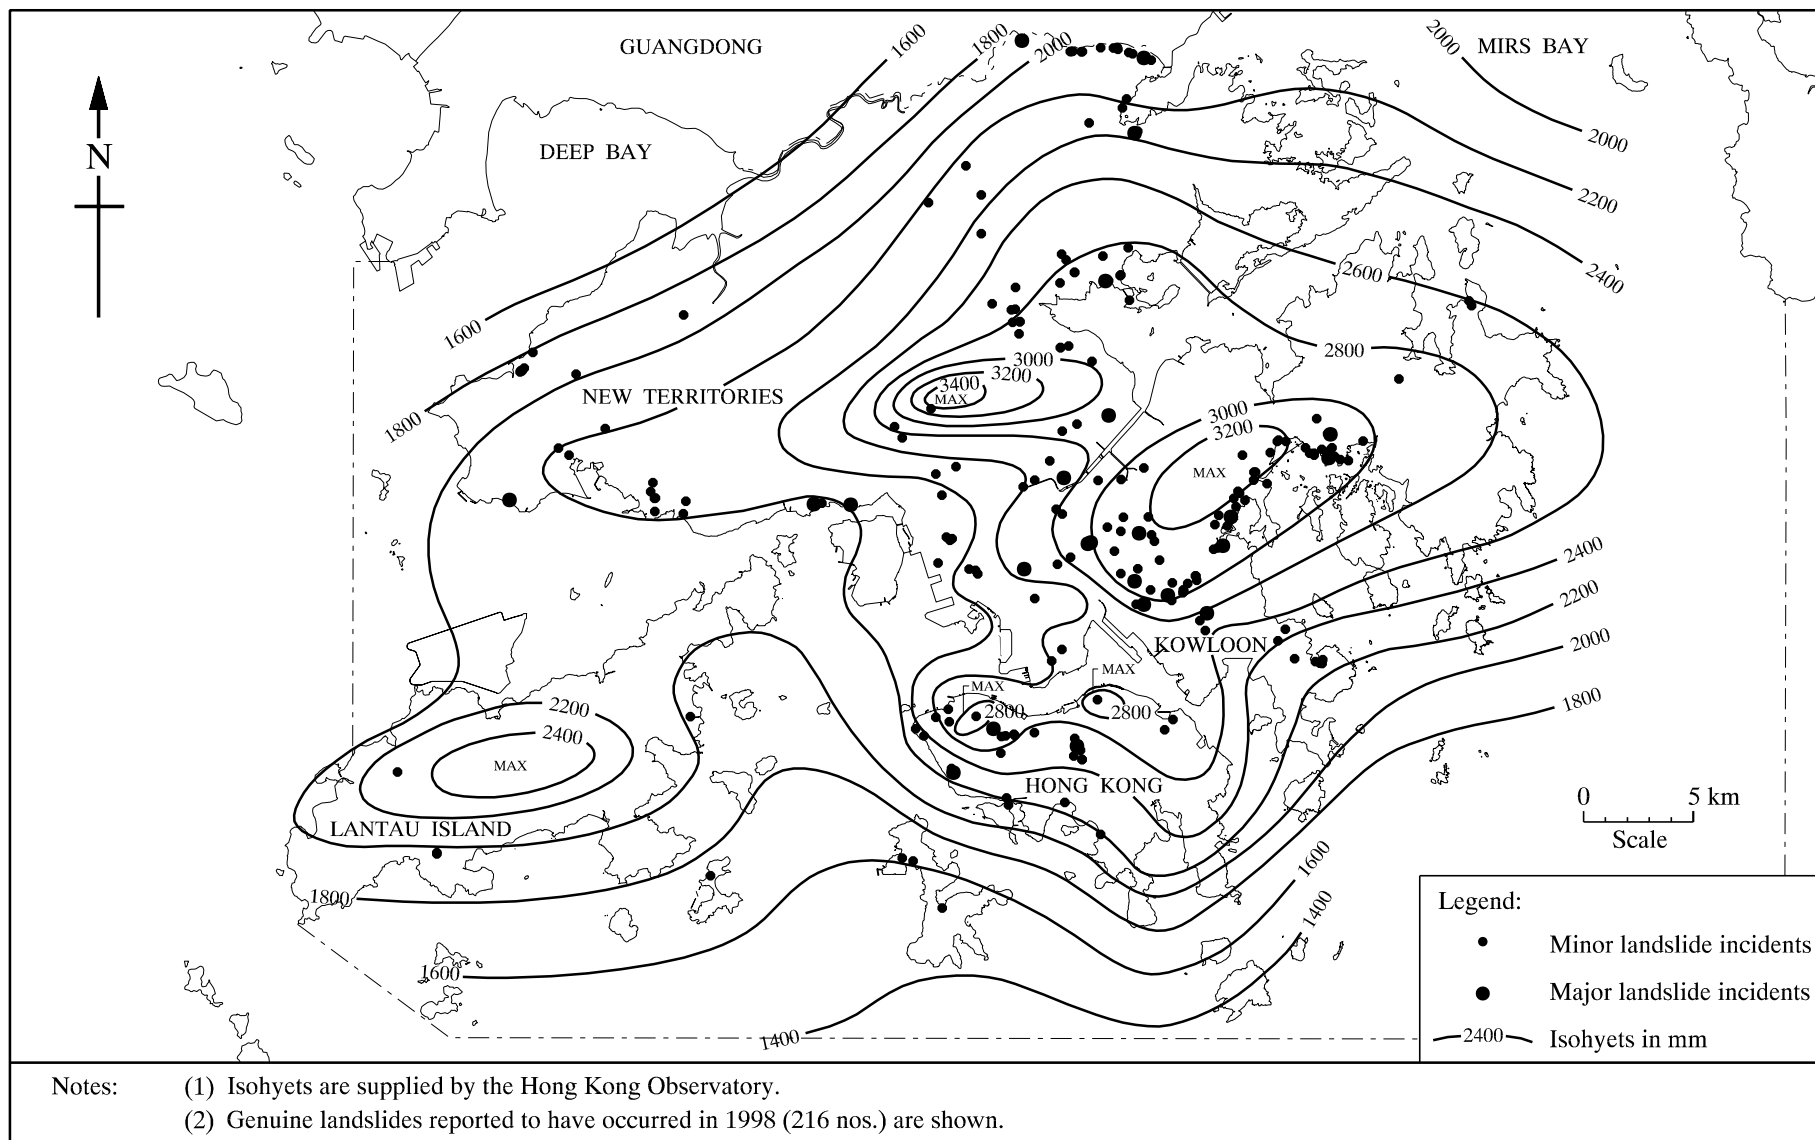 1600
1800
2000
2000
GUANGDONG
MIRS BAY
N
DEEP BAY
2000
2200
2400
2600
1600
2800
3000
3200
3400
MAX
NEW TERRITORIES
1800
3000
3200
MAX
2400
2200
2000
1800
KOWLOON
MAX
MAX
2800
2800
2200
2400
MAX
HONG KONG
LANTAU ISLAND
0 5 km
Scale
1600
1400
1800
1600
1400
Legend:
Minor landslide incidents
Major landslide incidents
2400 Isohyets in mm
Notes: (1) Isohyets are supplied by the Hong Kong Observatory.
(2) Genuine landslides reported to have occurred in 1998 (216 nos.) are shown.